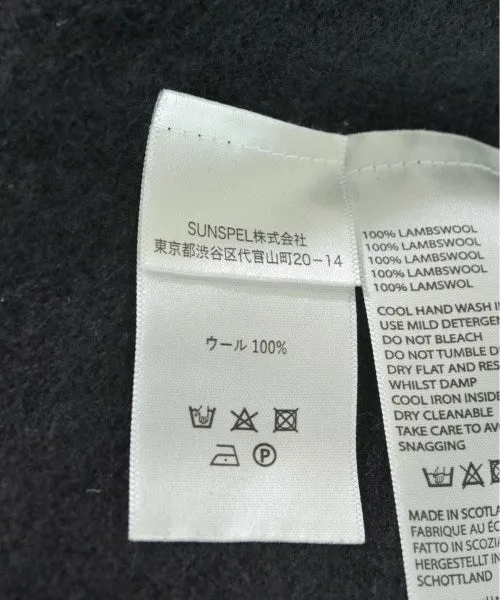 SUNSPEL株式会社
東京都渋谷区代官山町20-14
ウール 100%
100% LAMBSWOOL
100% LAMBSWOOL
100% LAMBSWOOL
100% LAMBSWOOL
100% LAMSWOL
COOL HAND WASH I
USE MILD DETERGEN
DO NOT BLEACH
DO NOT TUMBLE D
DRY FLAT AND RES
WHILST DAMP
COOL IRON INSIDE
DRY CLEANABLE
TAKE CARE TO AVO
SNAGGING
MADE IN SCOTLA
FABRIQUE AU ÉC
FATTO IN SCOZIA
HERGESTELLT IN
SCHOTTLAND